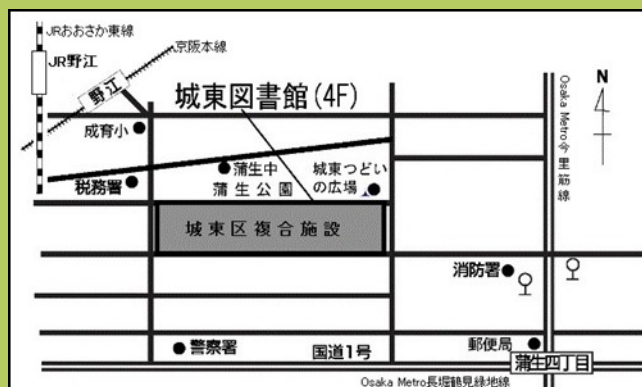 JRおおさか東線
京阪本線
JR野江
野江
城東図書館(4F)
N
Osaka Metro今里筋線
成育小
蒲生中
城東つどい
の広場
税務署
蒲生公園
城東区複合施設
消防署
警察署
国道1号
郵便局
蒲生四丁目
Osaka Metro長堀鶴見緑地線